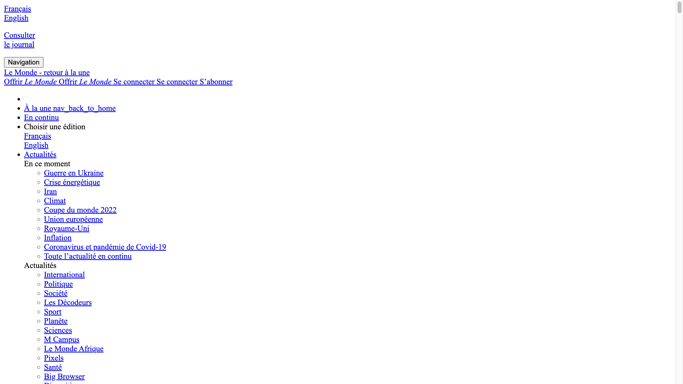 Français
English
Consulter
le journal
Navigation
Le Monde - retour à la une
Offrir Le Monde Offrir Le Monde Se connecter Se connecter S’abonner
À la une nav_back_to_home
En continu
Choisir une édition
Français
English
Actualités
En ce moment
Guerre en Ukraine
Crise énergétique
Iran
Climat
Coupe du monde 2022
Union européenne
Royaume-Uni
Inflation
Coronavirus et pandémie de Covid-19
Toute l’actualité en continu
Actualités
International
Politique
Société
Les Décodeurs
Sport
Planète
Sciences
M Campus
Le Monde Afrique
Pixels
Santé
Big Browser